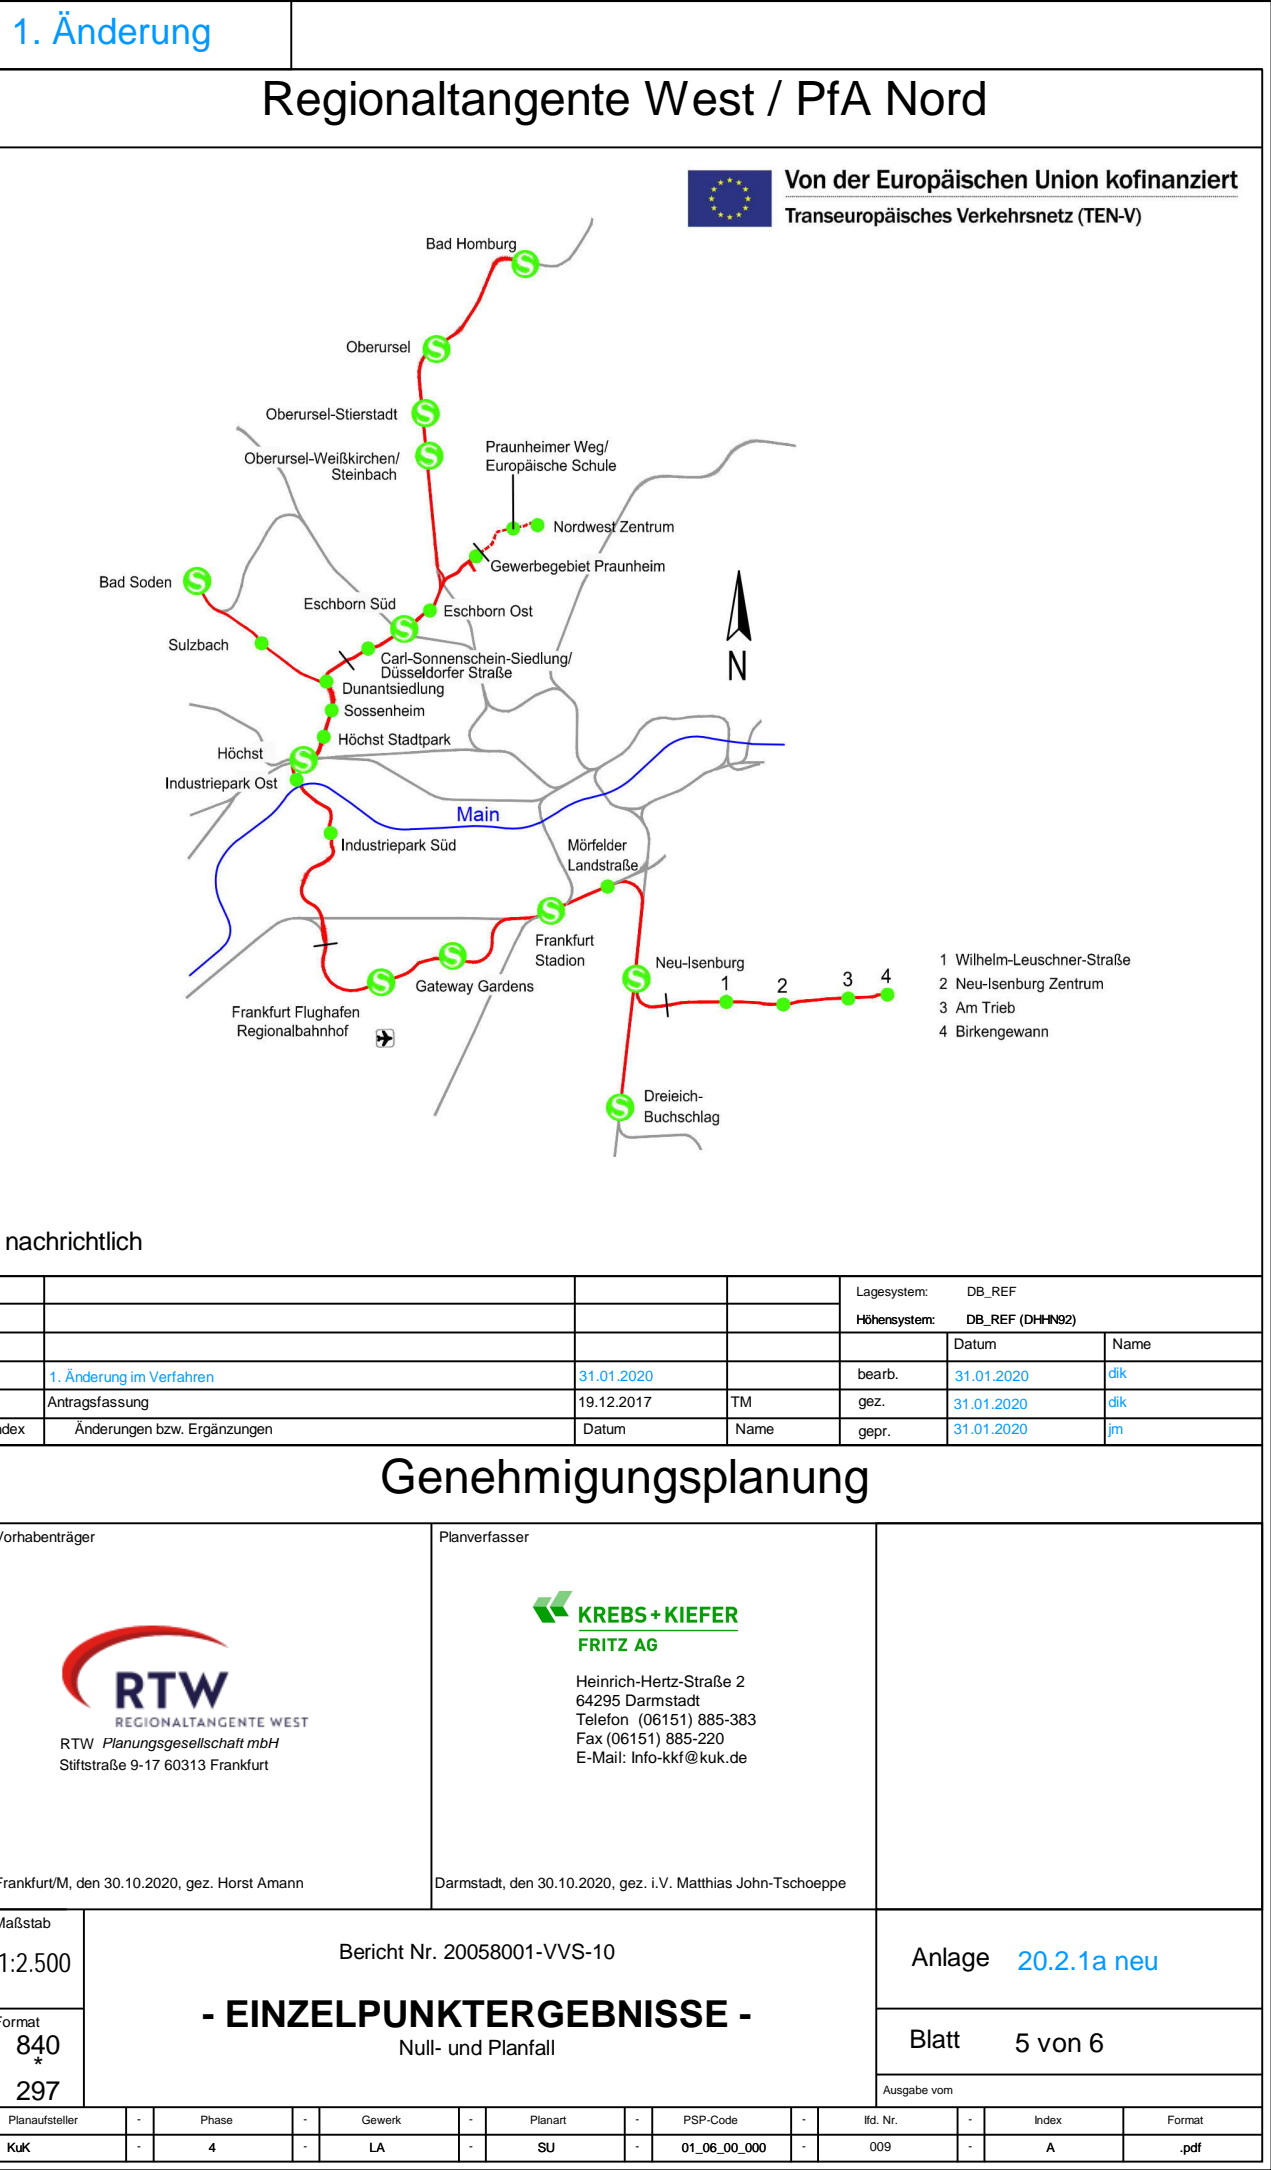 1. Änderung
Regionaltangente West / PfA Nord
Von der Europäischen Union kofinanziert
Transeuropäisches Verkehrsnetz (TEN-V)
Bad Homburg
Oberursel
Oberursel-Stierstadt
Oberursel-Weißkirchen/
Steinbach
Praunheimer Weg/
Europäische Schule
Nordwest Zentrum
Gewerbegebiet Praunheim
Bad Soden
Eschborn Süd
Eschborn Ost
Sulzbach
Carl-Sonnenschein-Siedlung/
Düsseldorfer Straße
Dunantsiedlung
Sossenheim
Höchst Stadtpark
Höchst
Industriepark Ost
N
Main
Industriepark Süd
Mörfelder
Landstraße
Frankfurt
Stadion
Gateway Gardens
Neu-Isenburg
1 2 3 4
Frankfurt Flughafen
Regionalbahnhof
1 Wilhelm-Leuschner-Straße
2 Neu-Isenburg Zentrum
3 Am Trieb
4 Birkengewann
Dreieich-
Buchschlag
nachrichtlich
Lagesystem: DB_REF
Höhensystem: DB_REF (DHHN92)
Datum Name
1. Änderung im Verfahren 31.01.2020 bearb. 31.01.2020 dik
Antragsfassung 19.12.2017 TM gez. 31.01.2020 dik
ndex Änderungen bzw. Ergänzungen Datum Name gepr. 31.01.2020 jm
Genehmigungsplanung
Vorhabenträger
Planverfasser
RTW
REGIONALTANGENTE WEST
RTW Planungsgesellschaft mbH
Stiftstraße 9-17 60313 Frankfurt
KREBS+KIEFER
FRITZ AG
Heinrich-Hertz-Straße 2
64295 Darmstadt
Telefon (06151) 885-383
Fax (06151) 885-220
E-Mail: Info-kkf@kuk.de
Frankfurt/M, den 30.10.2020, gez. Horst Amann
Darmstadt, den 30.10.2020, gez. i.V. Matthias John-Tschoeppe
Maßstab
1:2.500
Format
840
*
297
Bericht Nr. 20058001-VVS-10
- EINZELPUNKTERGEBNISSE -
Null- und Planfall
Anlage 20.2.1a neu
Blatt 5 von 6
Ausgabe vom
Planaufsteller - Phase - Gewerk - Planart - PSP-Code - lfd. Nr. - Index Format
KuK - 4 - LA - SU - 01_06_00_000 - 009 - A .pdf